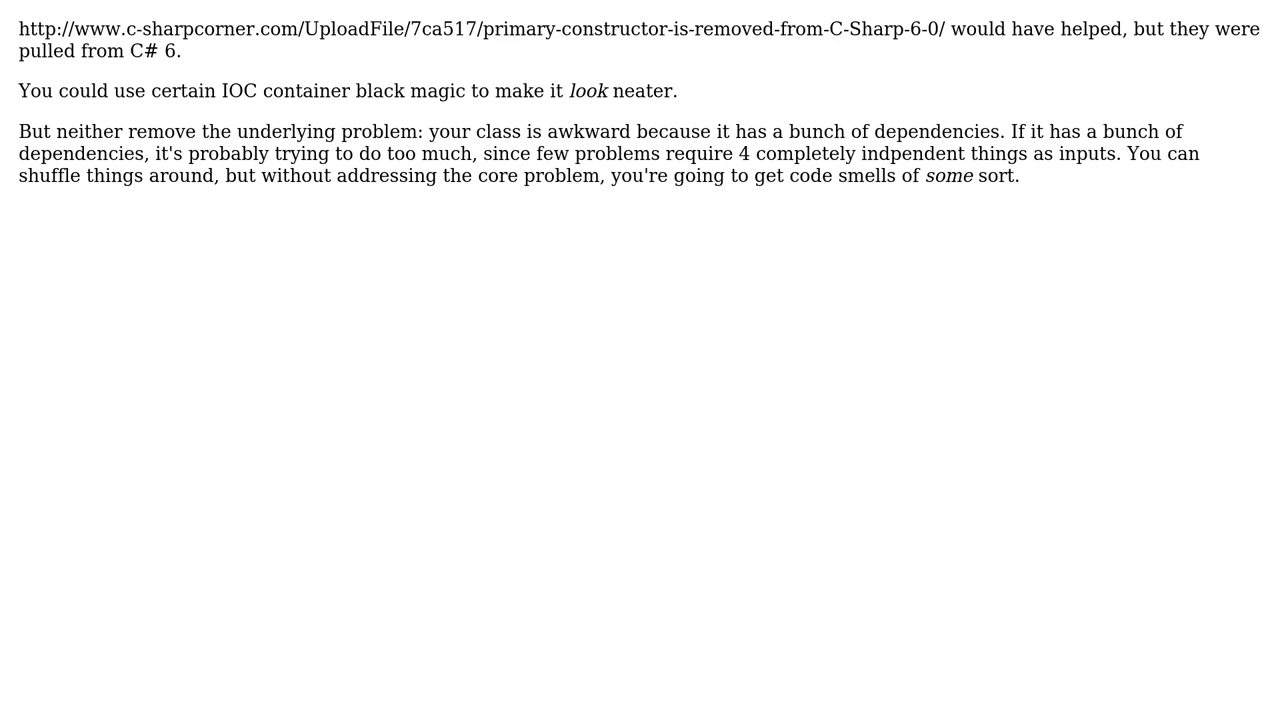 http://www.c-sharpcorner.com/UploadFile/7ca517/primary-constructor-is-removed-from-C-Sharp-6-0/ would have helped, but they were
pulled from C# 6.
You could use certain IOC container black magic to make it look neater.
But neither remove the underlying problem: your class is awkward because it has a bunch of dependencies. If it has a bunch of
dependencies, it's probably trying to do too much, since few problems require 4 completely indpendent things as inputs. You can
shuffle things around, but without addressing the core problem, you're going to get code smells of some sort.